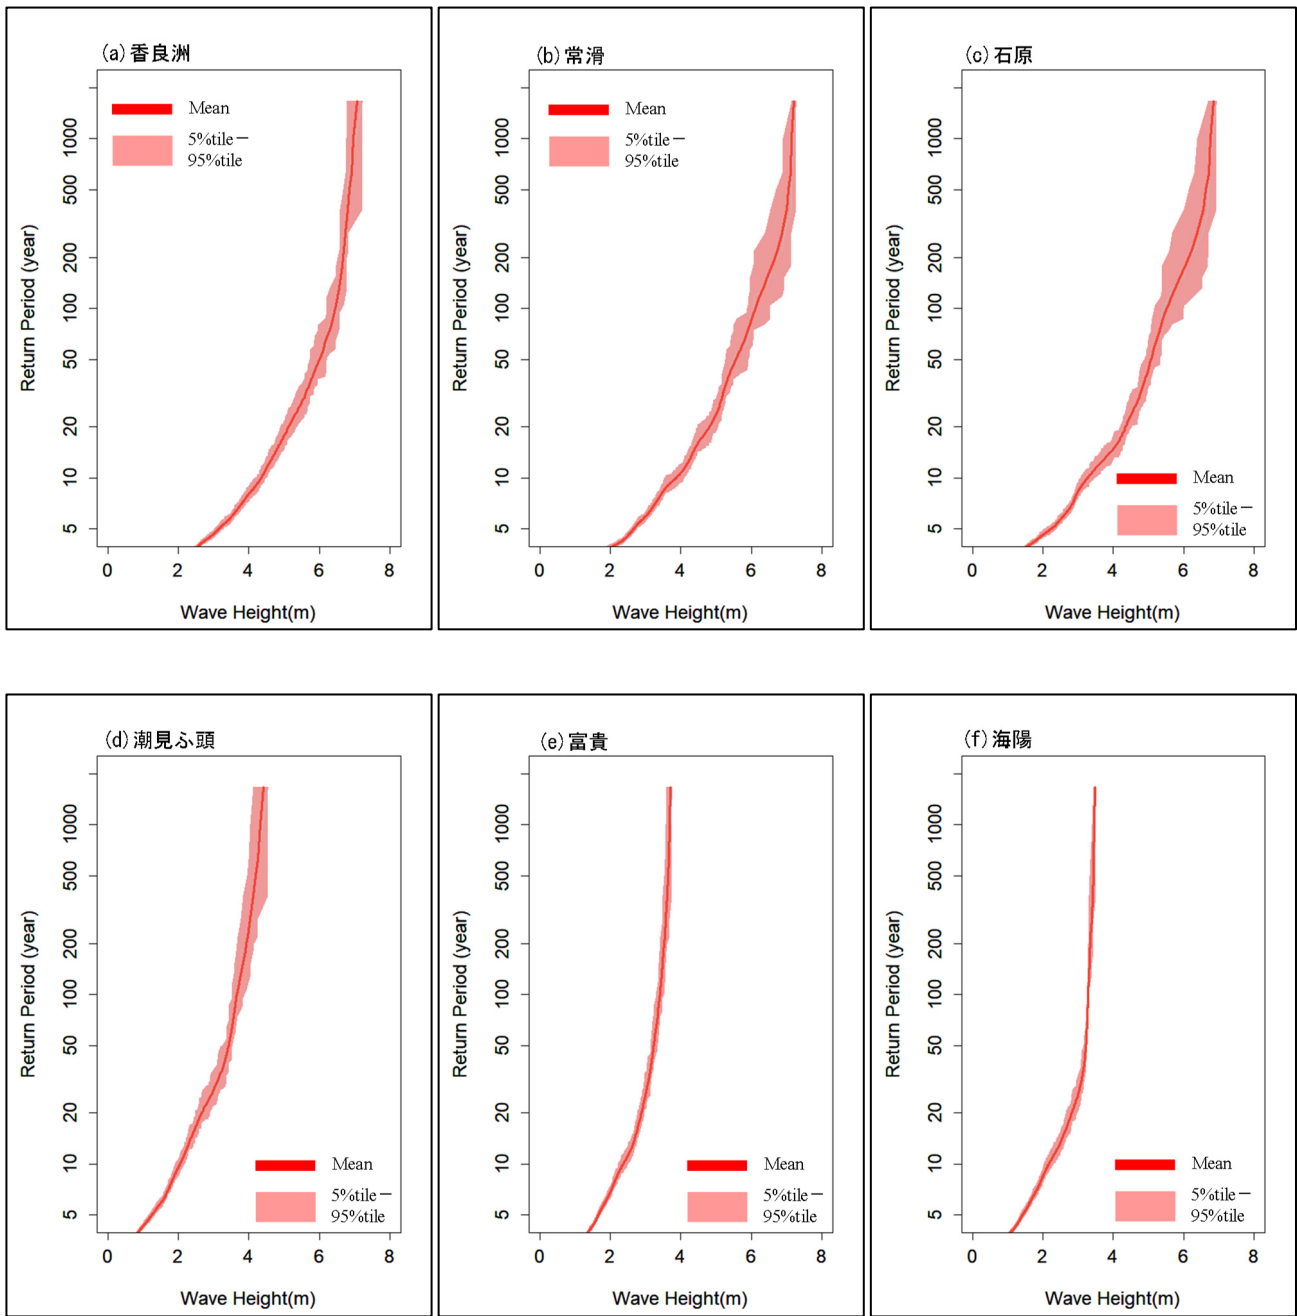 (a)香良洲
Mean
5%tile－
95%tile
1000
500
200
100
50
20
10
5
Return Period (year)
0 2 4 6 8
Wave Height(m)
(b)常滑
Mean
5%tile－
95%tile
1000
500
200
100
50
20
10
5
Return Period (year)
0 2 4 6 8
Wave Height(m)
(c)石原
1000
500
200
100
50
20
10
5
Return Period (year)
Mean
5%tile－
95%tile
0 2 4 6 8
Wave Height(m)
(d)潮見ふ頭
1000
500
200
100
50
20
10
5
Return Period (year)
Mean
5%tile－
95%tile
0 2 4 6 8
Wave Height(m)
(e)富貴
1000
500
200
100
50
20
10
5
Return Period (year)
Mean
5%tile－
95%tile
0 2 4 6 8
Wave Height(m)
(f)海陽
1000
500
200
100
50
20
10
5
Return Period (year)
Mean
5%tile－
95%tile
0 2 4 6 8
Wave Height(m)